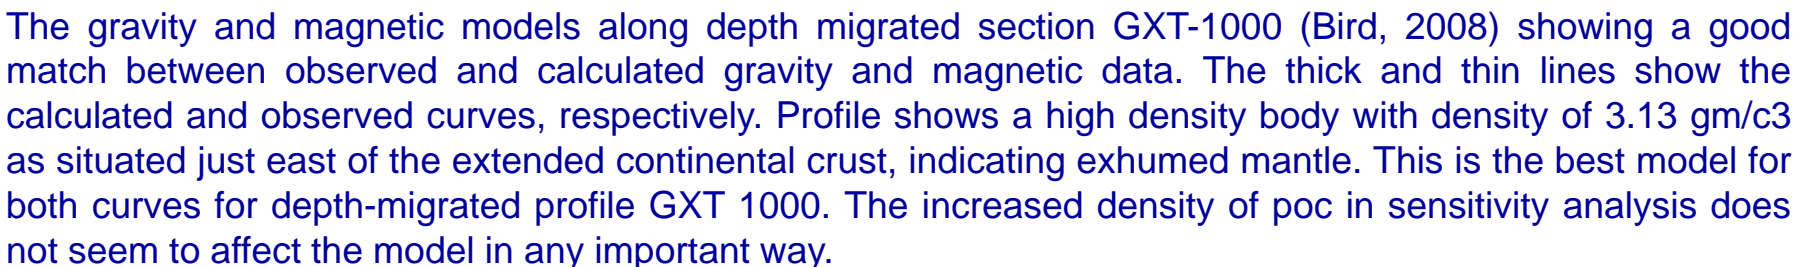 The gravity and magnetic models along depth migrated section GXT-1000 (Bird, 2008) showing a good
match between observed and calculated gravity and magnetic data. The thick and thin lines show the
calculated and observed curves, respectively. Profile shows a high density body with density of 3.13 gm/c3
as situated just east of the extended continental crust, indicating exhumed mantle. This is the best model for
both curves for depth-migrated profile GXT 1000. The increased density of poc in sensitivity analysis does
not seem to affect the model in any important way.